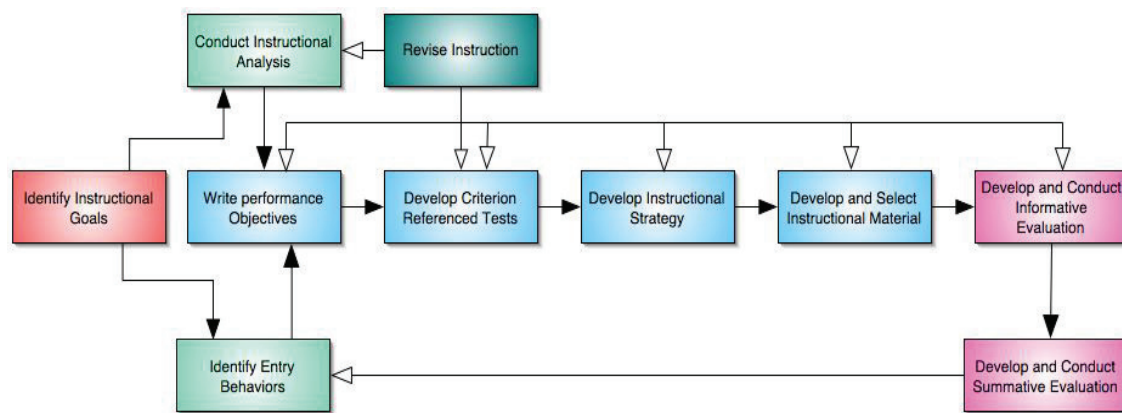 Conduct Instructional
Analysis
Revise Instruction
Identify Instructional
Goals
Write performance
Objectives
Develop Criterion
Referenced Tests
Develop Instructional
Strategy
Develop and Select
Instructional Material
Develop and Conduct
Informative
Evaluation
Identify Entry
Behaviors
Develop and Conduct
Summative Evaluation